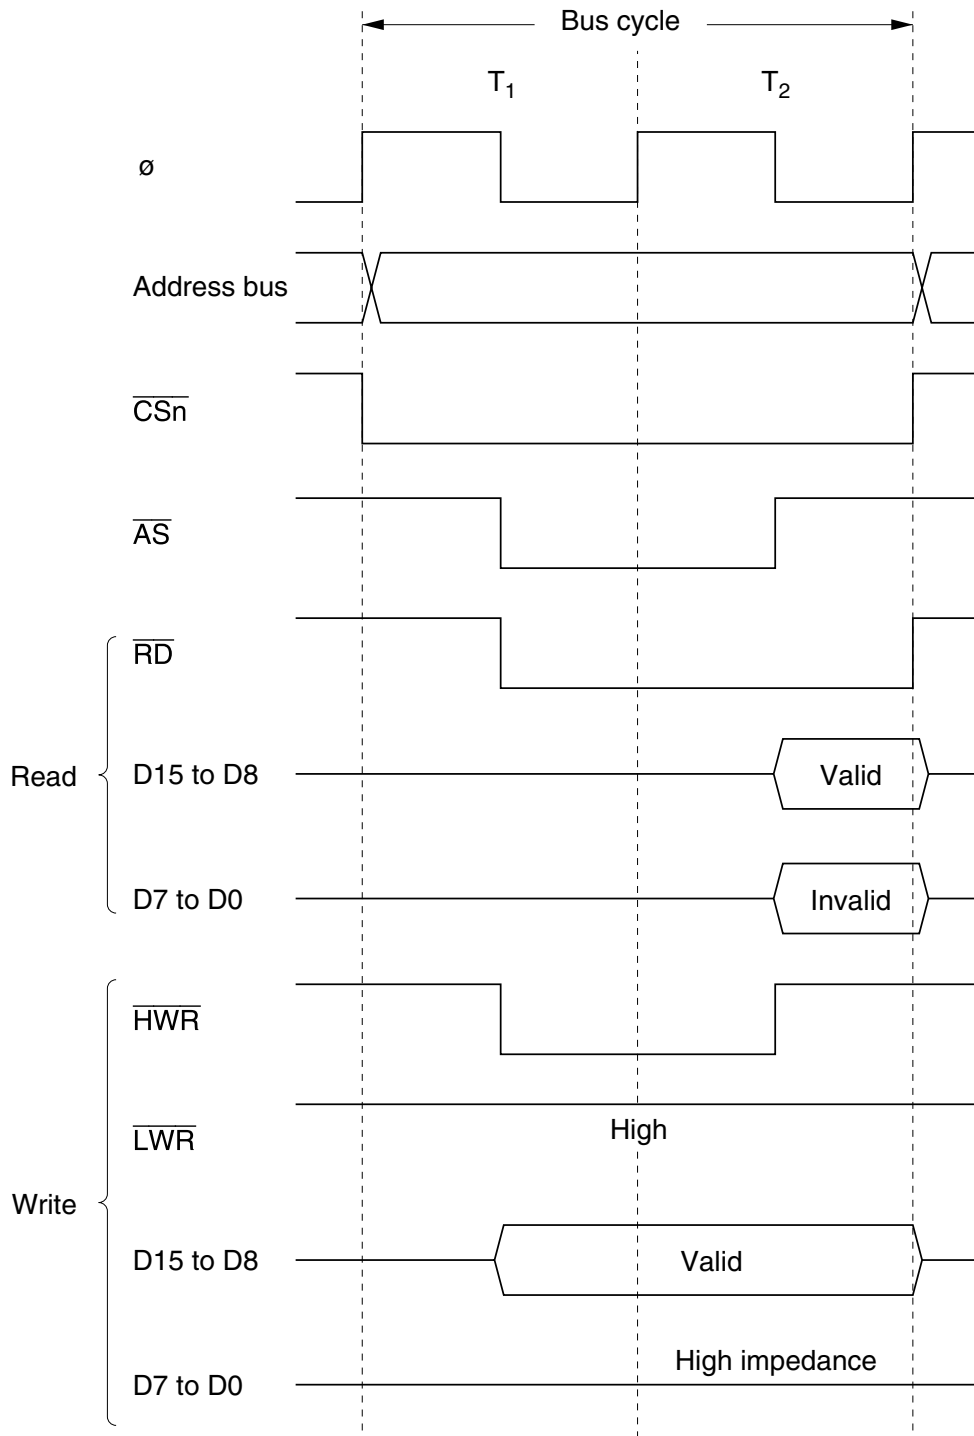 Bus cycle
T1 T2
ø
Address bus
CSn
AS
RD
Read D15 to D8 Valid
D7 to D0 Invalid
HWR
LWR High
Write
D15 to D8 Valid
D7 to D0 High impedance